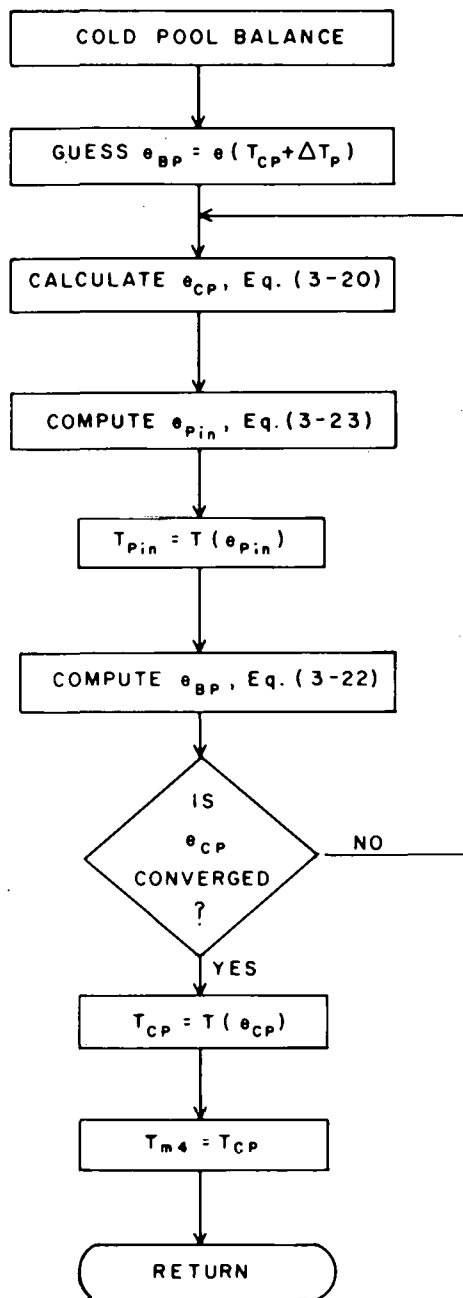 COLD POOL BALANCE
GUESS e_BP = e(T_CP + ΔT_P)
CALCULATE e_CP, Eq. (3-20)
COMPUTE e_Pin, Eq. (3-23)
T_Pin = T(e_Pin)
COMPUTE e_BP, Eq. (3-22)
IS
e_CP
CONVERGED
?
NO
YES
T_CP = T(e_CP)
T_m4 = T_CP
RETURN